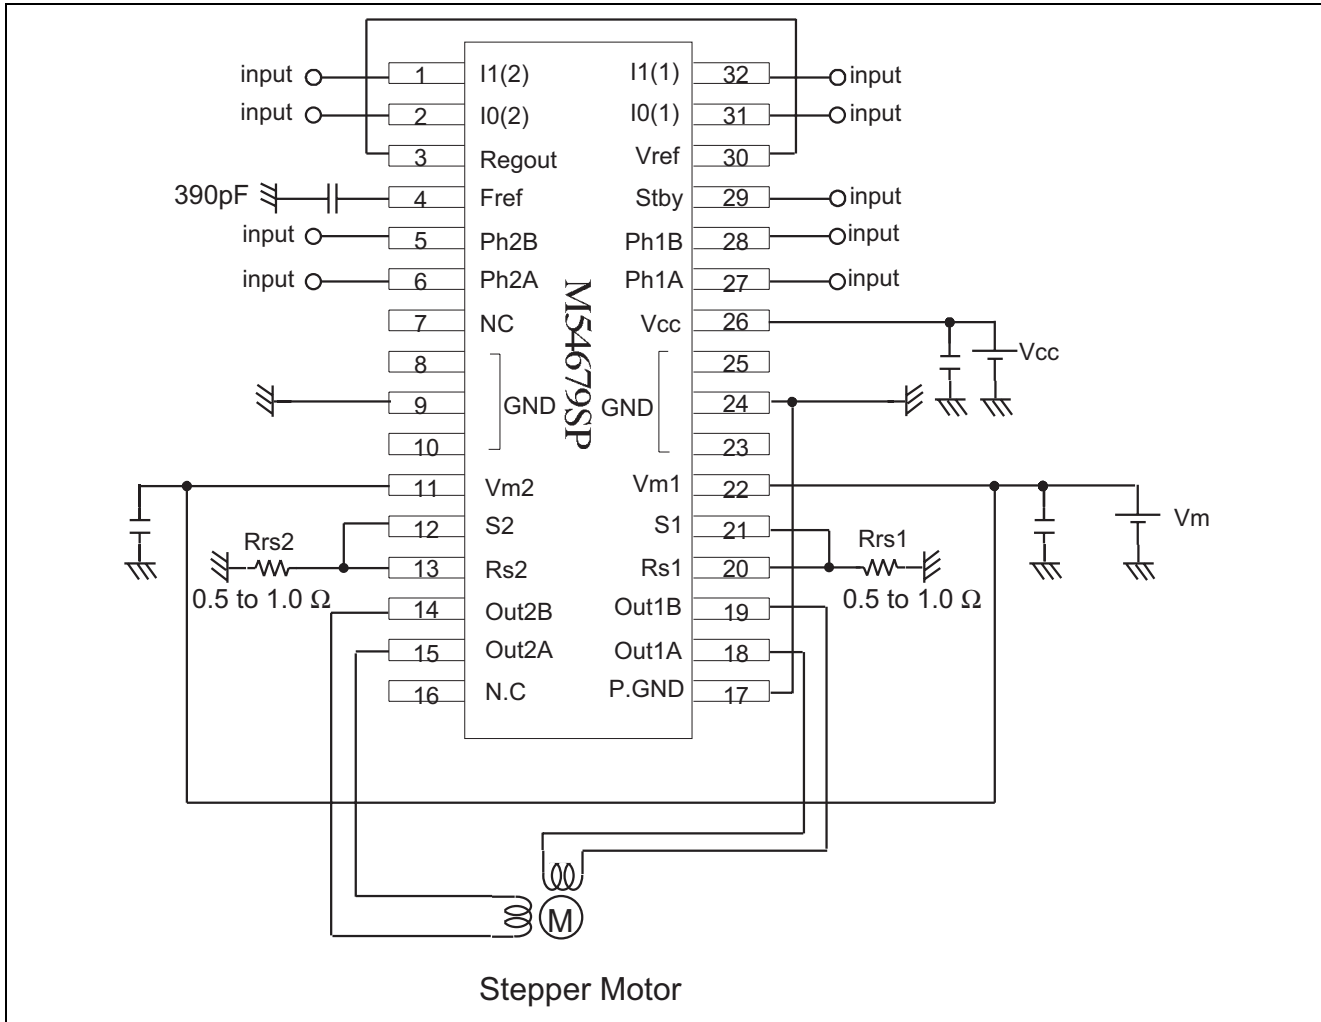 input 1 I1(2) I1(1) 32 input
input 2 I0(2) I0(1) 31 input
3 Regout Vref 30
390pF 4 Fref Stby 29 input
input 5 Ph2B Ph1B 28 input
input 6 Ph2A Ph1A 27 input
M54679SP
7 NC Vcc 26
Vcc
8 25
9 GND GND 24
10 23
11 Vm2 Vm1 22
Vm
12 S2 S1 21
Rrs2 Rrs1
13 Rs2 Rs1 20
0.5 to 1.0 Ω 0.5 to 1.0 Ω
14 Out2B Out1B 19
15 Out2A Out1A 18
16 N.C P.GND 17
M
Stepper Motor